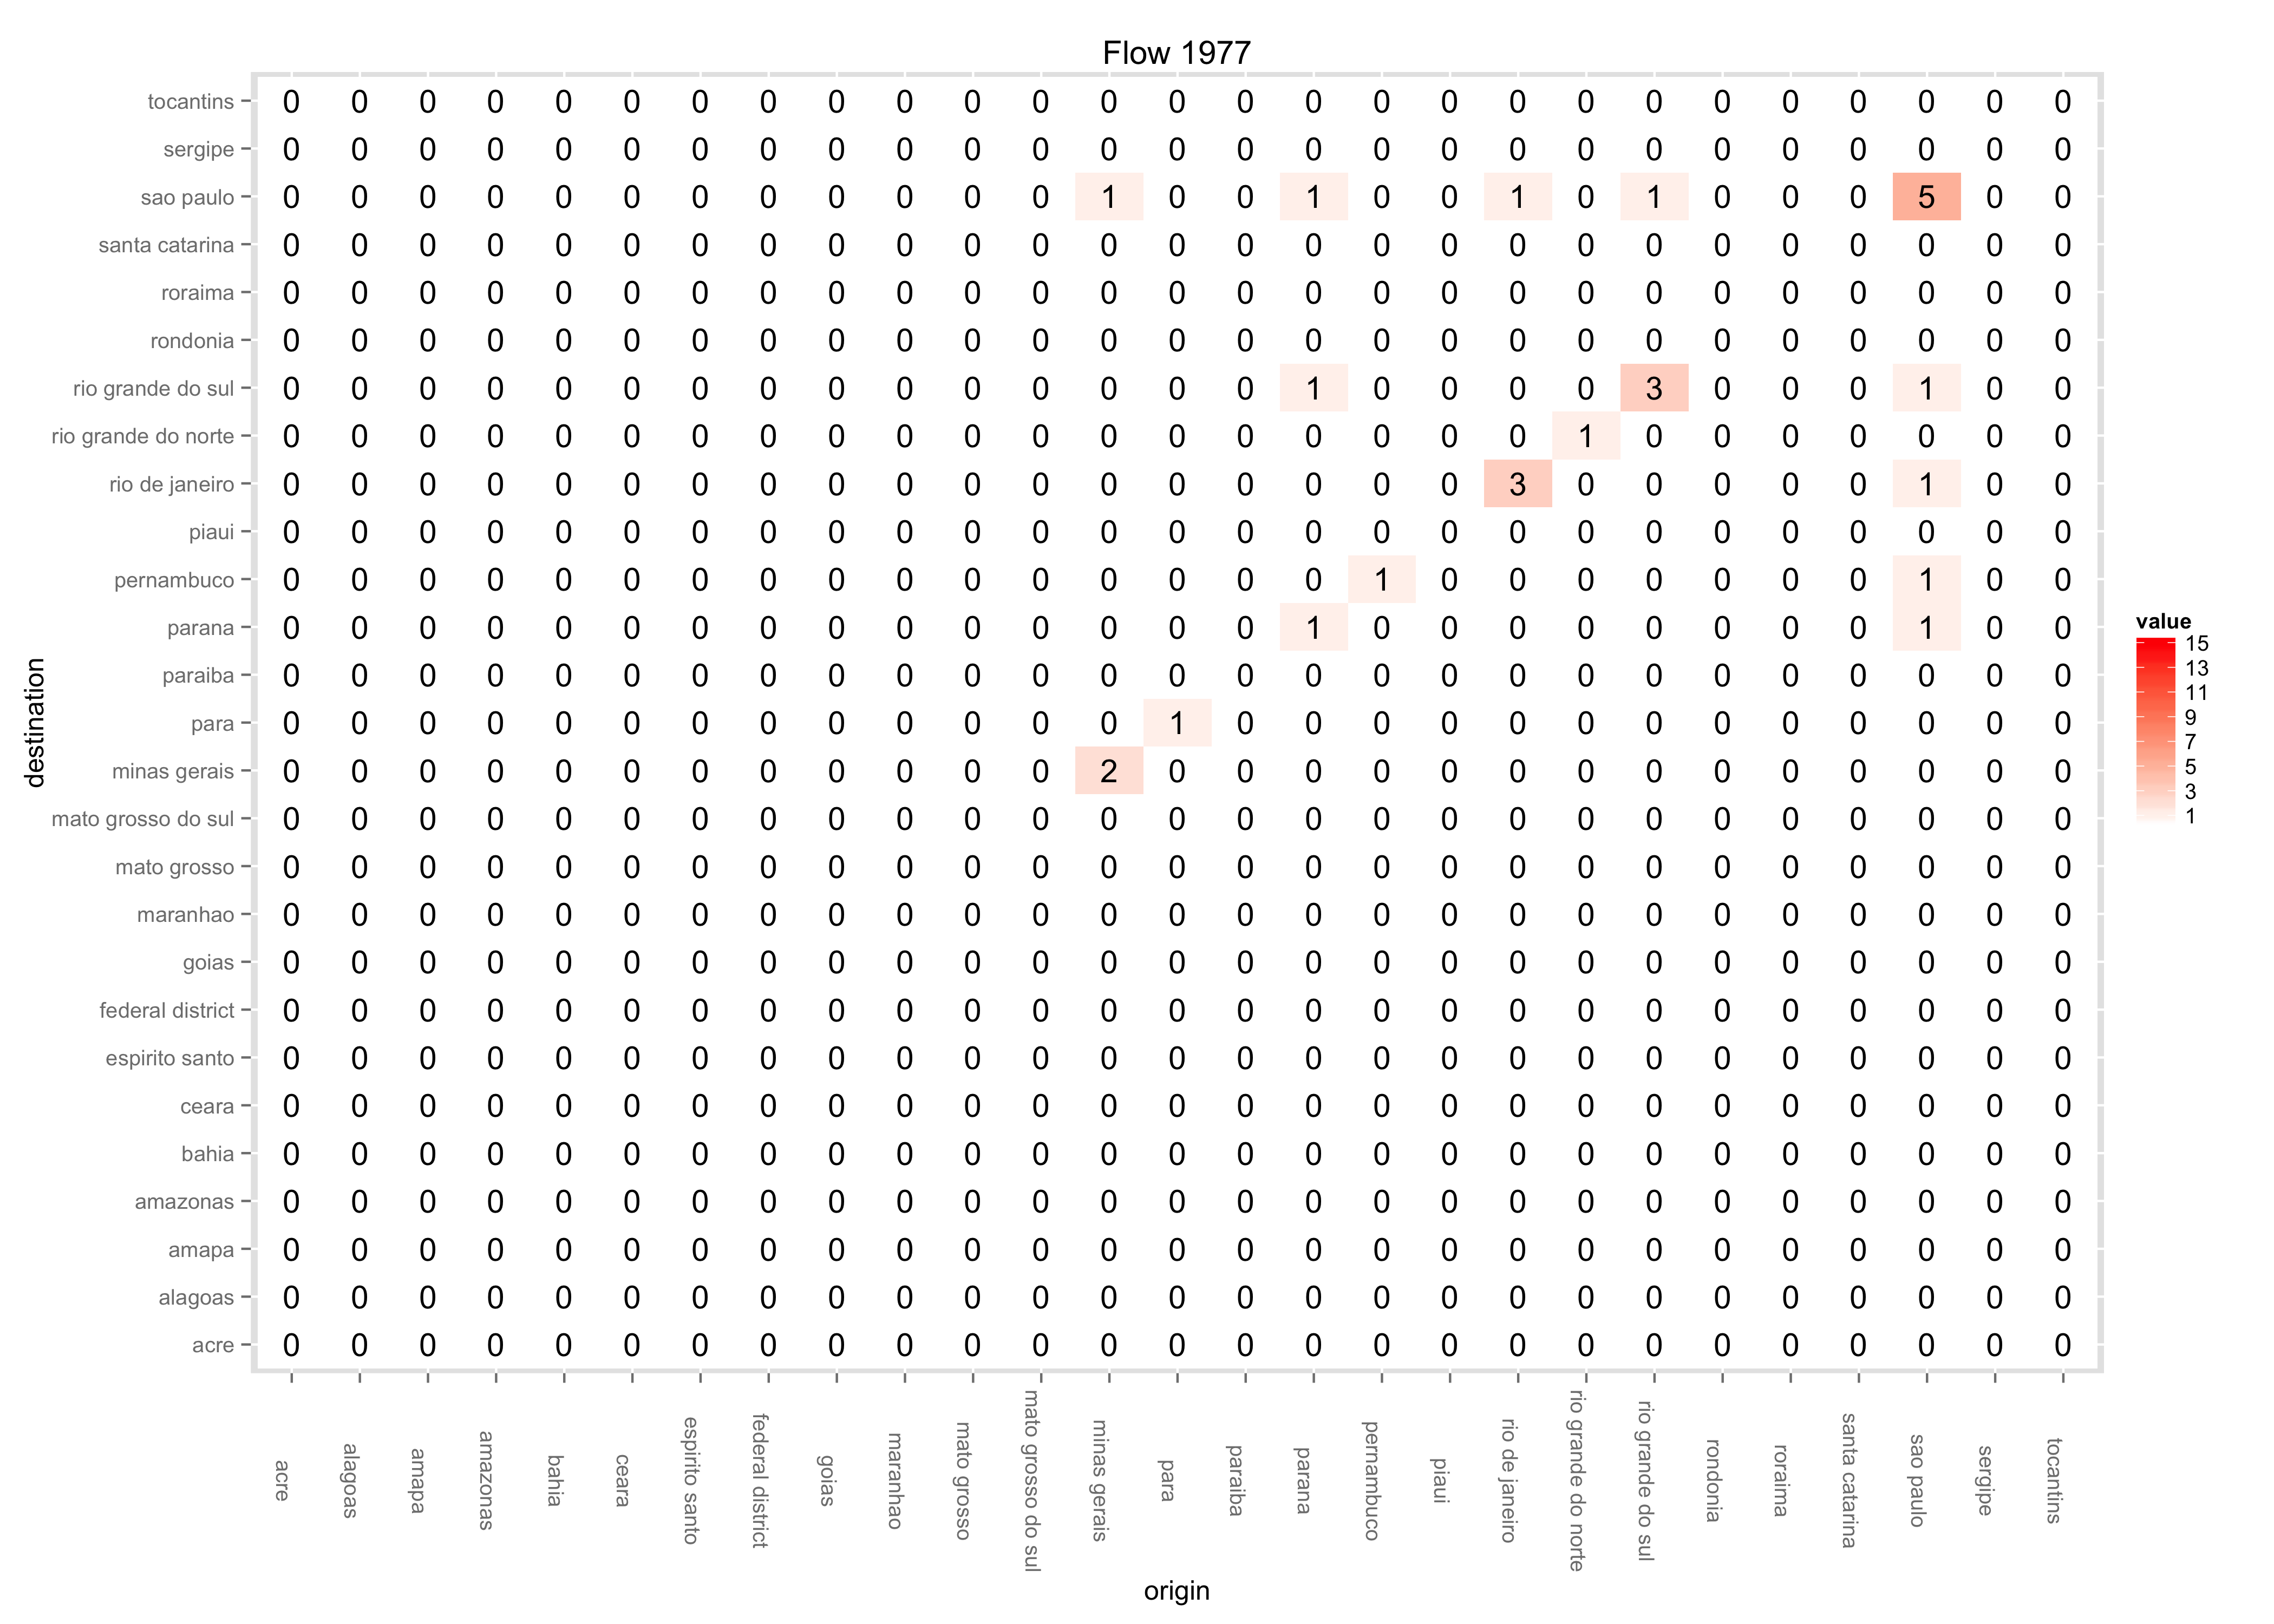 Flow 1977
tocantins 0 0 0 0 0 0 0 0 0 0 0 0 0 0 0 0 0 0 0 0 0 0 0 0 0 0 0
sergipe 0 0 0 0 0 0 0 0 0 0 0 0 0 0 0 0 0 0 0 0 0 0 0 0 0 0 0
sao paulo 0 0 0 0 0 0 0 0 0 0 0 0 1 0 0 1 0 0 1 0 1 0 0 0 5 0 0
santa catarina 0 0 0 0 0 0 0 0 0 0 0 0 0 0 0 0 0 0 0 0 0 0 0 0 0 0 0
roraima 0 0 0 0 0 0 0 0 0 0 0 0 0 0 0 0 0 0 0 0 0 0 0 0 0 0 0
rondonia 0 0 0 0 0 0 0 0 0 0 0 0 0 0 0 0 0 0 0 0 0 0 0 0 0 0 0
rio grande do sul 0 0 0 0 0 0 0 0 0 0 0 0 0 0 0 1 0 0 0 0 3 0 0 0 1 0 0
rio grande do norte 0 0 0 0 0 0 0 0 0 0 0 0 0 0 0 0 0 0 0 1 0 0 0 0 0 0 0
rio de janeiro 0 0 0 0 0 0 0 0 0 0 0 0 0 0 0 0 0 0 3 0 0 0 0 0 1 0 0
piaui 0 0 0 0 0 0 0 0 0 0 0 0 0 0 0 0 0 0 0 0 0 0 0 0 0 0 0
pernambuco 0 0 0 0 0 0 0 0 0 0 0 0 0 0 0 0 1 0 0 0 0 0 0 0 1 0 0
parana 0 0 0 0 0 0 0 0 0 0 0 0 0 0 0 1 0 0 0 0 0 0 0 0 1 0 0
paraiba 0 0 0 0 0 0 0 0 0 0 0 0 0 0 0 0 0 0 0 0 0 0 0 0 0 0 0
para 0 0 0 0 0 0 0 0 0 0 0 0 0 1 0 0 0 0 0 0 0 0 0 0 0 0 0
minas gerais 0 0 0 0 0 0 0 0 0 0 0 0 2 0 0 0 0 0 0 0 0 0 0 0 0 0 0
mato grosso do sul 0 0 0 0 0 0 0 0 0 0 0 0 0 0 0 0 0 0 0 0 0 0 0 0 0 0 0
mato grosso 0 0 0 0 0 0 0 0 0 0 0 0 0 0 0 0 0 0 0 0 0 0 0 0 0 0 0
maranhao 0 0 0 0 0 0 0 0 0 0 0 0 0 0 0 0 0 0 0 0 0 0 0 0 0 0 0
goias 0 0 0 0 0 0 0 0 0 0 0 0 0 0 0 0 0 0 0 0 0 0 0 0 0 0 0
federal district 0 0 0 0 0 0 0 0 0 0 0 0 0 0 0 0 0 0 0 0 0 0 0 0 0 0 0
espirito santo 0 0 0 0 0 0 0 0 0 0 0 0 0 0 0 0 0 0 0 0 0 0 0 0 0 0 0
ceara 0 0 0 0 0 0 0 0 0 0 0 0 0 0 0 0 0 0 0 0 0 0 0 0 0 0 0
bahia 0 0 0 0 0 0 0 0 0 0 0 0 0 0 0 0 0 0 0 0 0 0 0 0 0 0 0
amazonas 0 0 0 0 0 0 0 0 0 0 0 0 0 0 0 0 0 0 0 0 0 0 0 0 0 0 0
amapa 0 0 0 0 0 0 0 0 0 0 0 0 0 0 0 0 0 0 0 0 0 0 0 0 0 0 0
alagoas 0 0 0 0 0 0 0 0 0 0 0 0 0 0 0 0 0 0 0 0 0 0 0 0 0 0 0
acre 0 0 0 0 0 0 0 0 0 0 0 0 0 0 0 0 0 0 0 0 0 0 0 0 0 0 0
destination
acre
alagoas
amapa
amazonas
bahia
ceara
espirito santo
federal district
goias
maranhao
mato grosso
mato grosso do sul
minas gerais
para
paraiba
parana
pernambuco
piaui
rio de janeiro
rio grande do norte
rio grande do sul
rondonia
roraima
santa catarina
sao paulo
sergipe
tocantins
origin
value
15
13
11
9
7
5
3
1